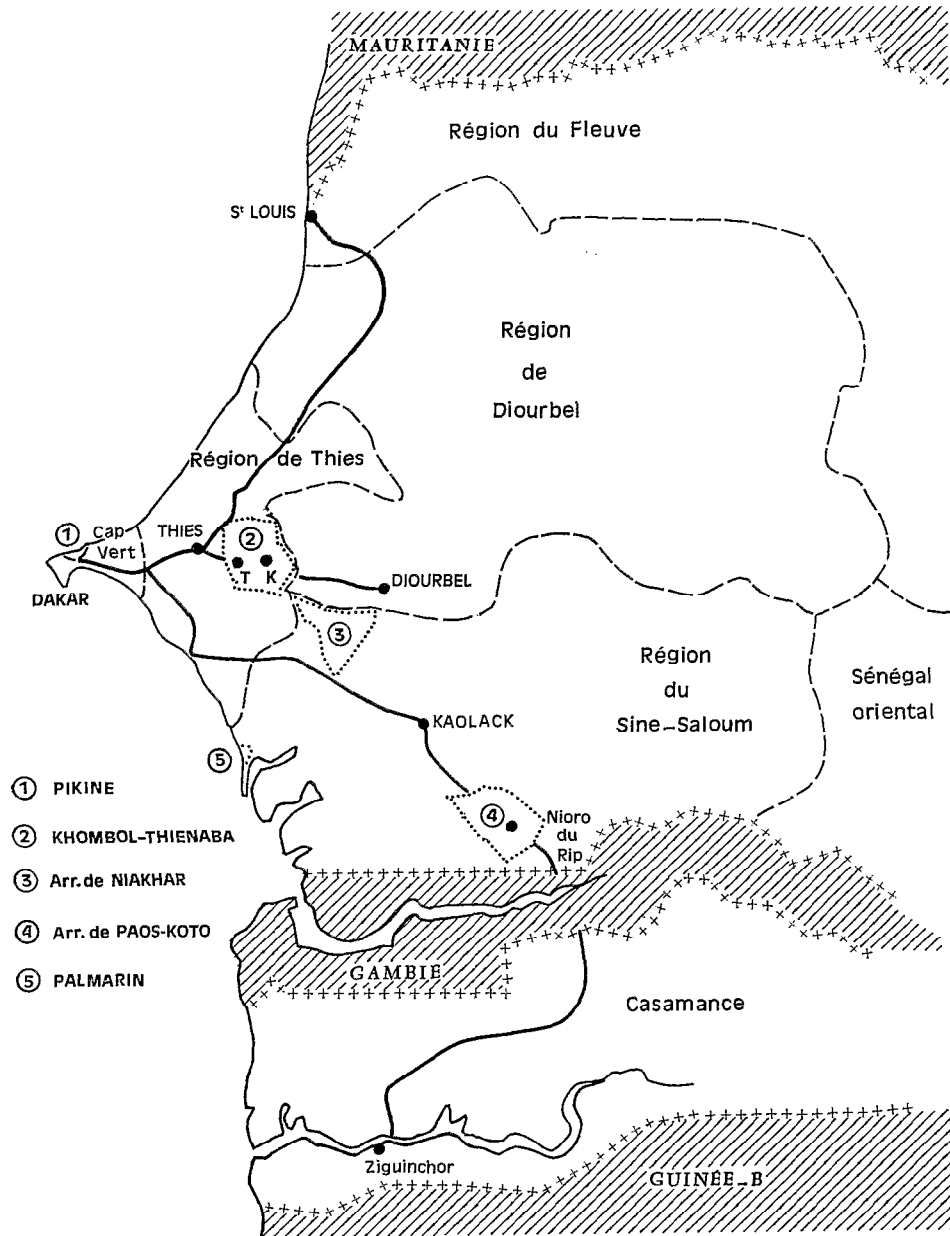 MAURITANIE
Région du Fleuve
Sᵗ LOUIS
Région
de
Diourbel
Région de Thies
① Cap
Vert
THIES
②
T K
DIOURBEL
DAKAR
③
Région
du
Sine-Saloum
Sénégal
oriental
KAOLACK
⑤
④
Nioro
du
Rip
① PIKINE
② KHOMBOL-THIENABA
③ Arr. de NIAKHAR
④ Arr. de PAOS-KOTO
⑤ PALMARIN
GAMBIE
Casamance
Ziguinchor
GUINÉE-B